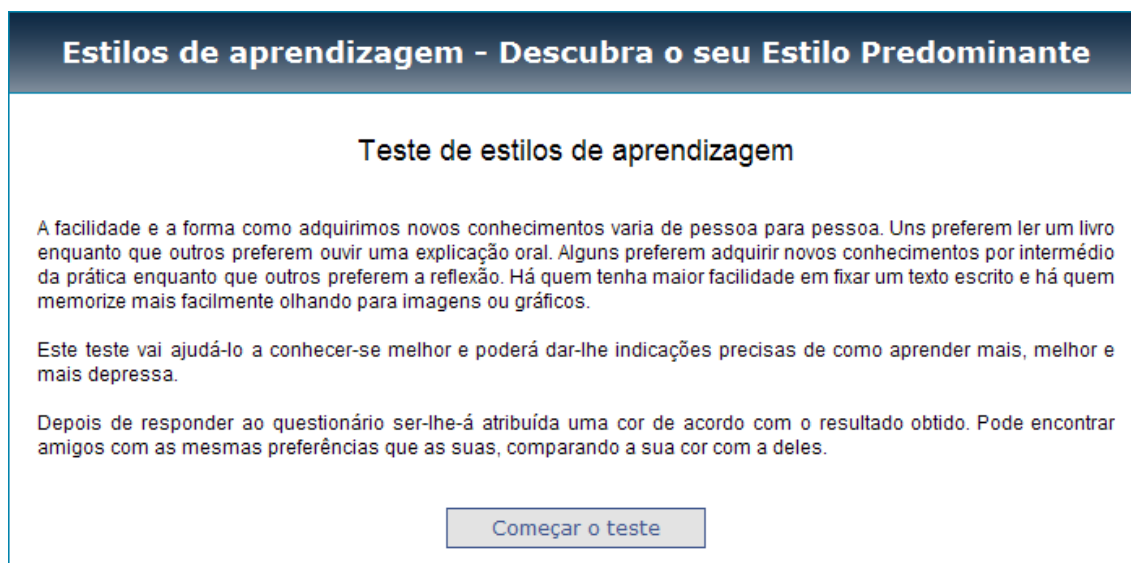 Estilos de aprendizagem - Descubra o seu Estilo Predominante
Teste de estilos de aprendizagem
A facilidade e a forma como adquirimos novos conhecimentos varia de pessoa para pessoa. Uns preferem ler um livro
enquanto que outros preferem ouvir uma explicação oral. Alguns preferem adquirir novos conhecimentos por intermédio
da prática enquanto que outros preferem a reflexão. Há quem tenha maior facilidade em fixar um texto escrito e há quem
memorize mais facilmente olhando para imagens ou gráficos.
Este teste vai ajudá-lo a conhecer-se melhor e poderá dar-lhe indicações precisas de como aprender mais, melhor e
mais depressa.
Depois de responder ao questionário ser-lhe-á atribuída uma cor de acordo com o resultado obtido. Pode encontrar
amigos com as mesmas preferências que as suas, comparando a sua cor com a deles.
Começar o teste